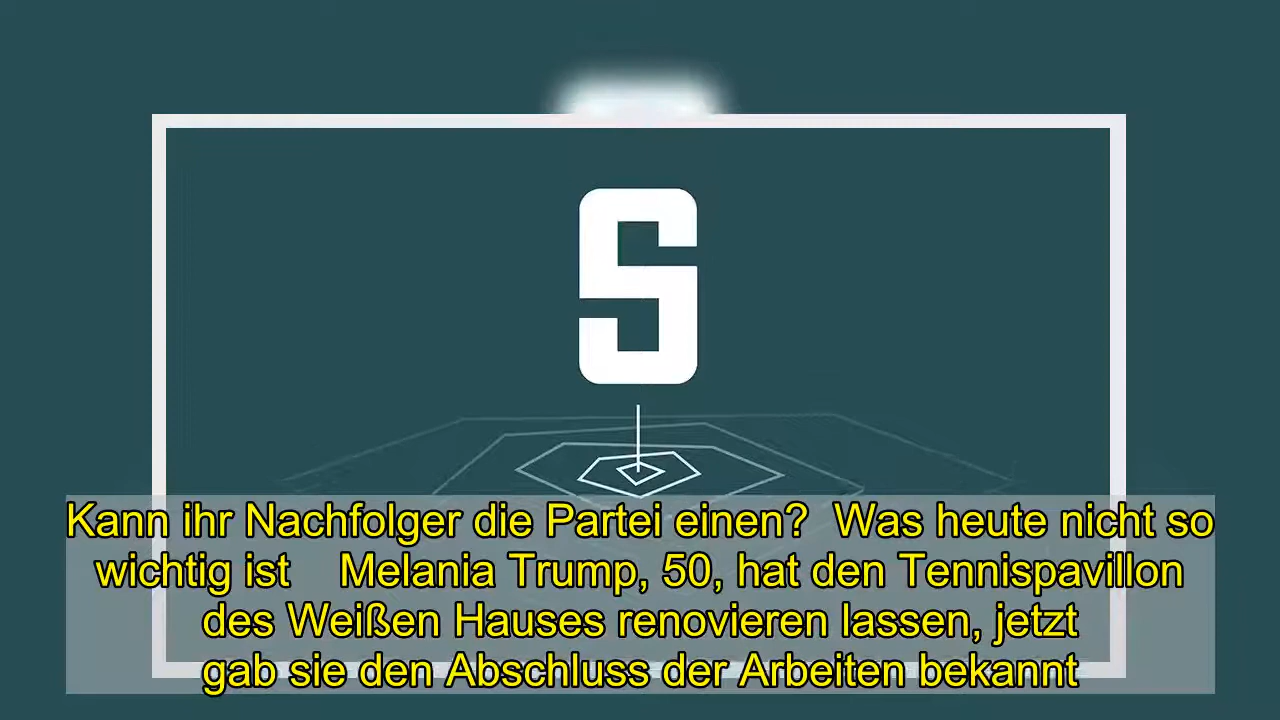 S
Kann ihr Nachfolger die Partei einen?  Was heute nicht so
wichtig ist    Melania Trump, 50, hat den Tennispavillon
des Weißen Hauses renovieren lassen, jetzt
gab sie den Abschluss der Arbeiten bekannt